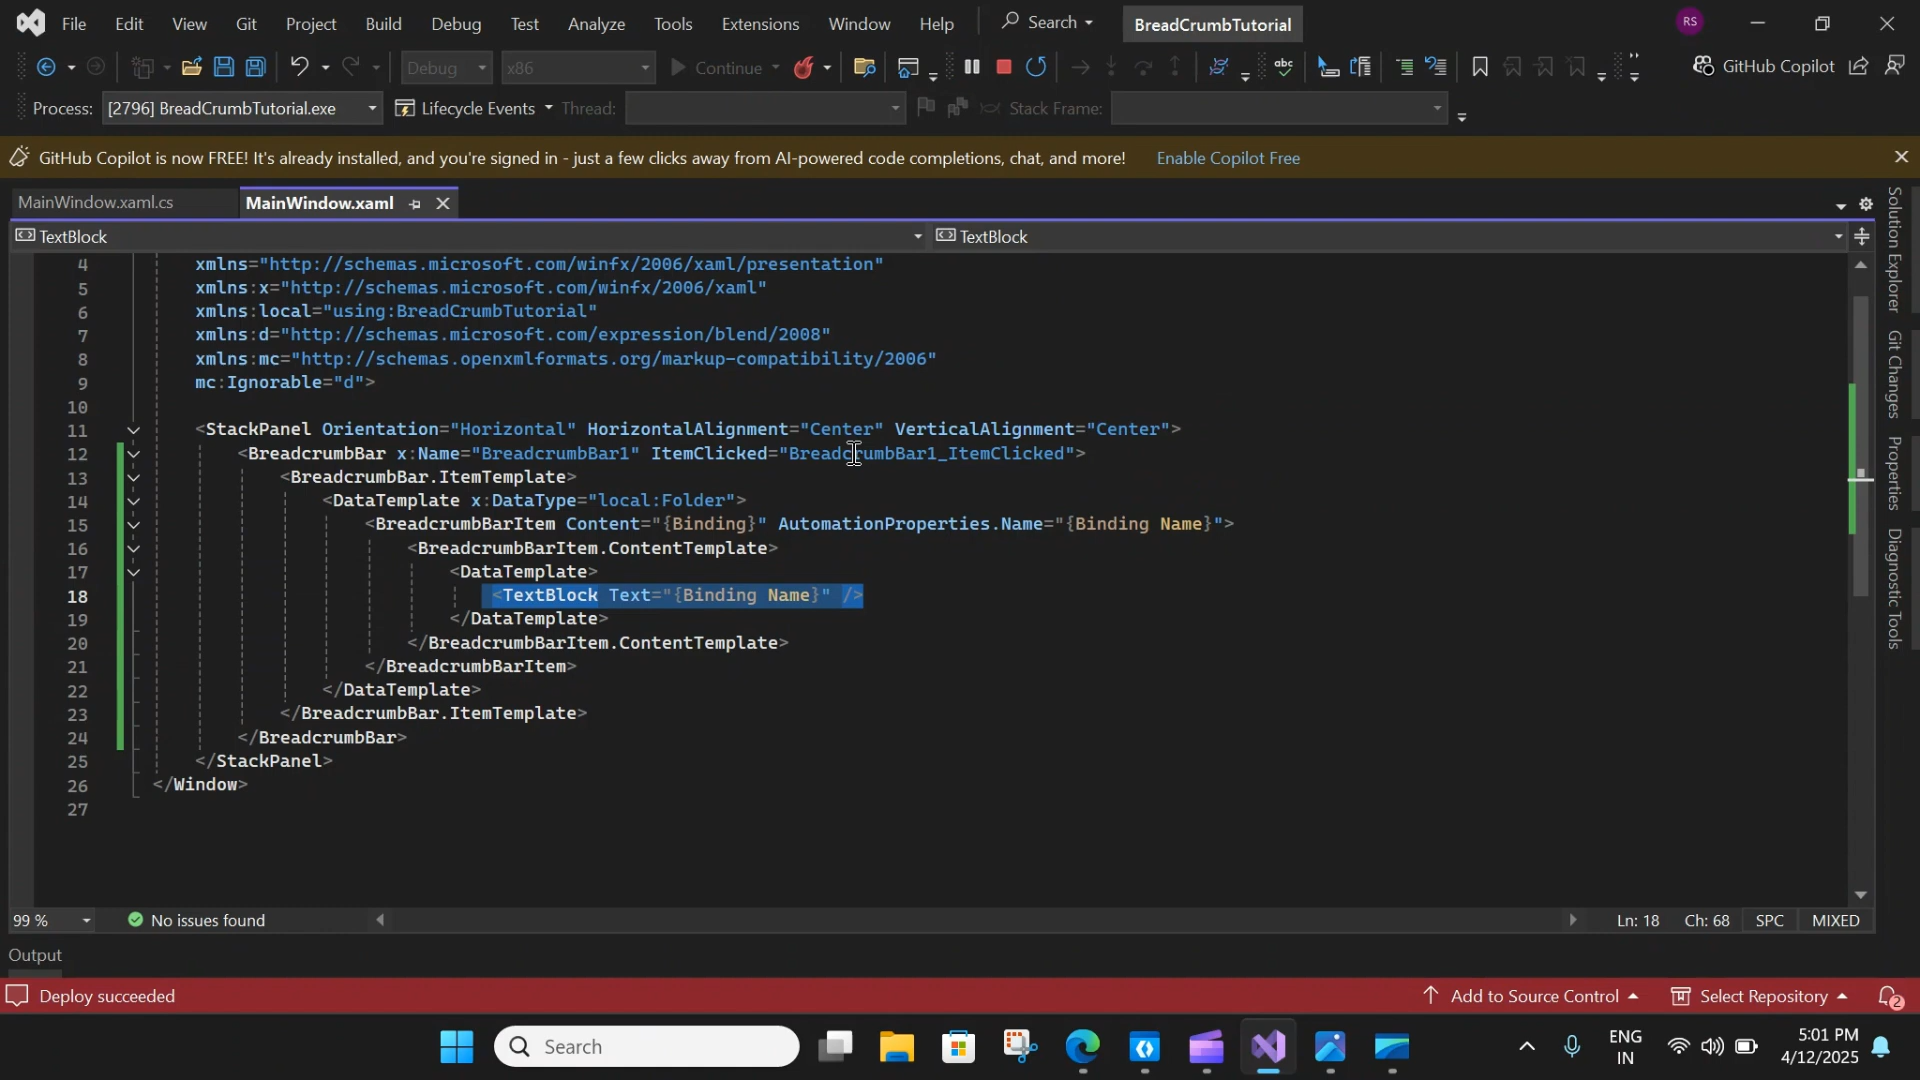 File Edit View Git Project Build Debug Test Analyze Tools Extensions Window Help Search BreadCrumbTutorial RS
Debug x86 Continue abc GitHub Copilot
Process: [2796] BreadCrumbTutorial.exe Lifecycle Events Thread: Stack Frame:
GitHub Copilot is now FREE! It's already installed, and you're signed in - just a few clicks away from AI-powered code completions, chat, and more! Enable Copilot Free
MainWindow.xaml.cs MainWindow.xaml
TextBlock TextBlock
4 xmlns="http://schemas.microsoft.com/winfx/2006/xaml/presentation"
5 xmlns:x="http://schemas.microsoft.com/winfx/2006/xaml"
6 xmlns:local="using:BreadCrumbTutorial"
7 xmlns:d="http://schemas.microsoft.com/expression/blend/2008"
8 xmlns:mc="http://schemas.openxmlformats.org/markup-compatibility/2006"
9 mc:Ignorable="d">
10
11 <StackPanel Orientation="Horizontal" HorizontalAlignment="Center" VerticalAlignment="Center">
12 <BreadcrumbBar x:Name="BreadcrumbBar1" ItemClicked="BreadcrumbBar1_ItemClicked">
13 <BreadcrumbBar.ItemTemplate>
14 <DataTemplate x:DataType="local:Folder">
15 <BreadcrumbBarItem Content="{Binding}" AutomationProperties.Name="{Binding Name}">
16 <BreadcrumbBarItem.ContentTemplate>
17 <DataTemplate>
18 <TextBlock Text="{Binding Name}" />
19 </DataTemplate>
20 </BreadcrumbBarItem.ContentTemplate>
21 </BreadcrumbBarItem>
22 </DataTemplate>
23 </BreadcrumbBar.ItemTemplate>
24 </BreadcrumbBar>
25 </StackPanel>
26 </Window>
27
Solution Explorer
Git Changes
Properties
Diagnostic Tools
99 % No issues found Ln: 18 Ch: 68 SPC MIXED
Output
Deploy succeeded Add to Source Control Select Repository 2
Search ENG 5:01 PM
IN 4/12/2025